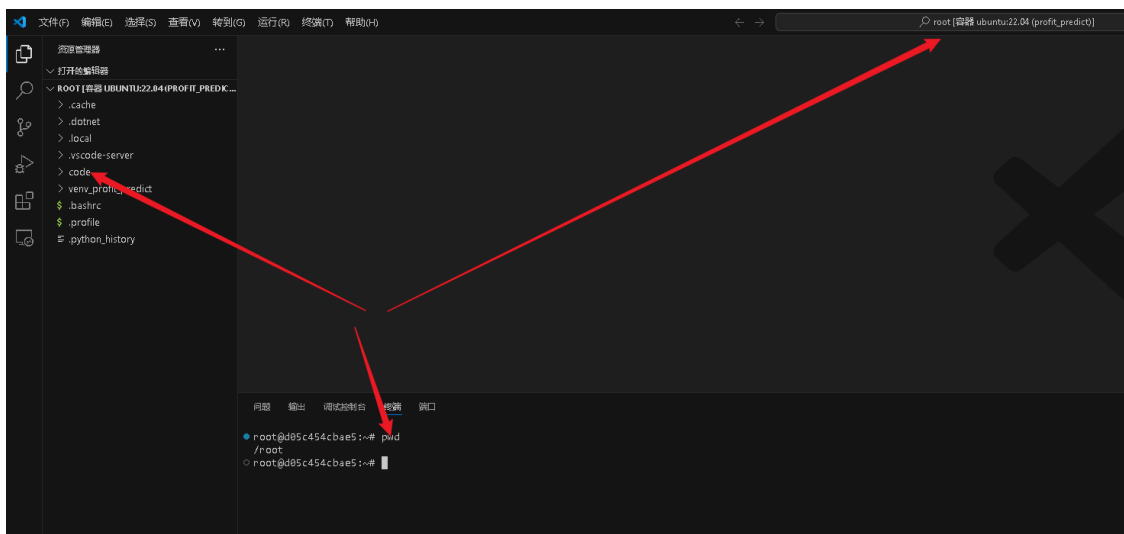 文件(F) 编辑(E) 选择(S) 查看(V) 转到(G) 运行(R) 终端(T) 帮助(H)
root [容器 ubuntu:22.04 (profit_predict)]
资源管理器
打开的编辑器
ROOT [容器 UBUNTU:22.04 (PROFIT_PREDIC...
.cache
.dotnet
.local
.vscode-server
code
venv_profit_predict
$ .bashrc
$ .profile
.python_history
问题 输出 调试控制台 终端 端口
root@d05c454cbae5:~# pwd
/root
root@d05c454cbae5:~#